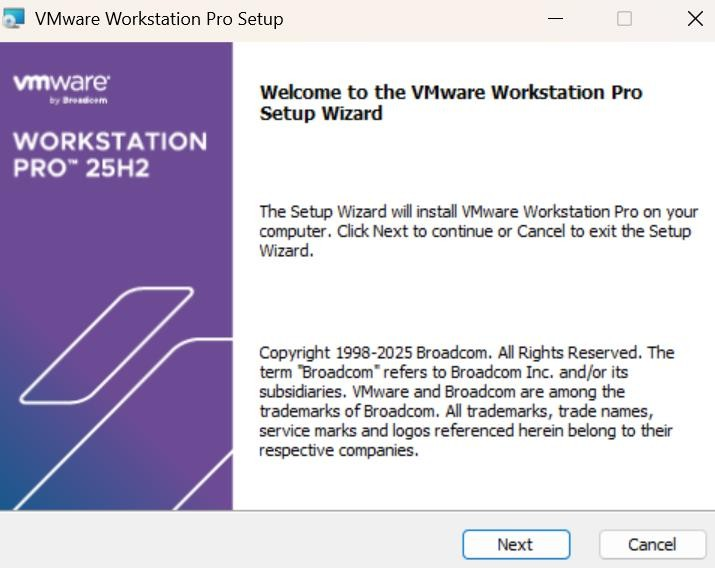 VMware Workstation Pro Setup
vmware®
by Broadcom
WORKSTATION
PRO™ 25H2
Welcome to the VMware Workstation Pro
Setup Wizard
The Setup Wizard will install VMware Workstation Pro on your
computer. Click Next to continue or Cancel to exit the Setup
Wizard.
Copyright 1998-2025 Broadcom. All Rights Reserved. The
term "Broadcom" refers to Broadcom Inc. and/or its
subsidiaries. VMware and Broadcom are among the
trademarks of Broadcom. All trademarks, trade names,
service marks and logos referenced herein belong to their
respective companies.
Next
Cancel